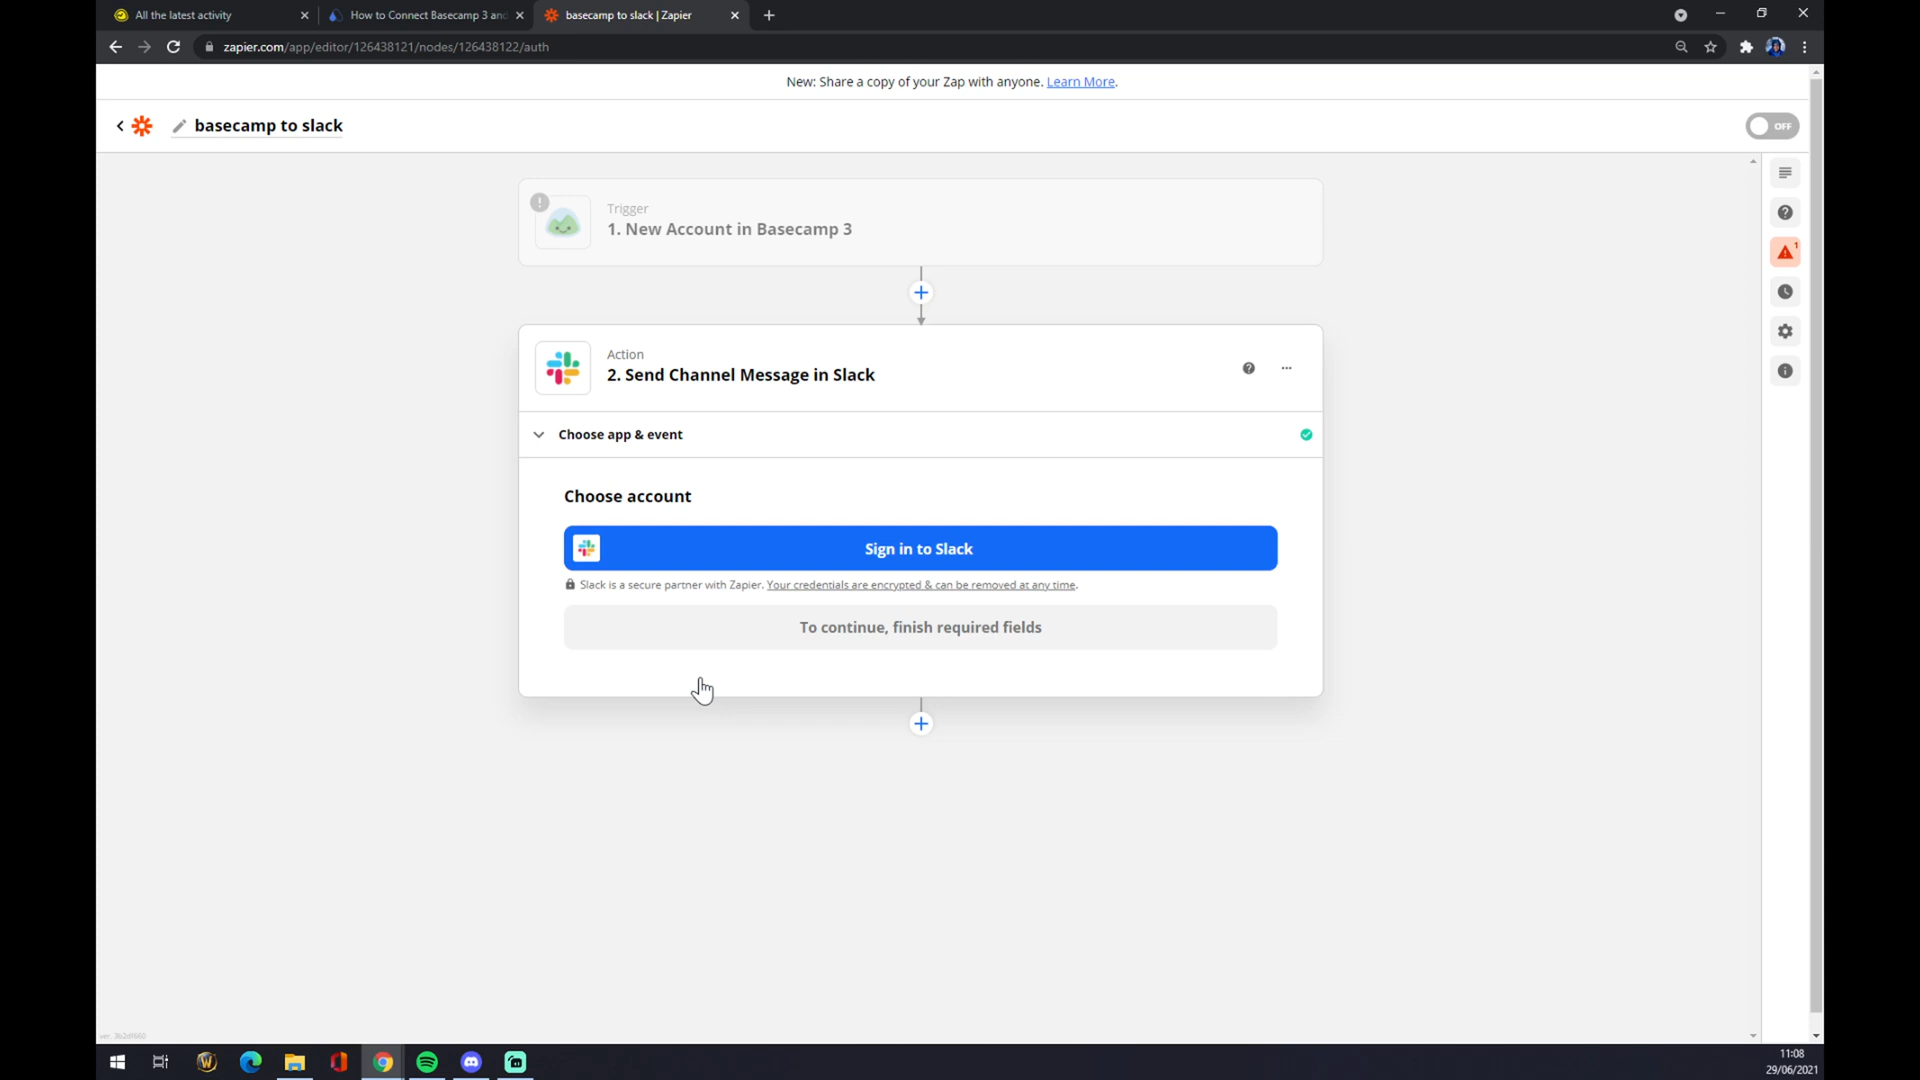 All the latest activity
How to Connect Basecamp 3 and
basecamp to slack | Zapier
zapier.com/app/editor/126438121/nodes/126438122/auth
New: Share a copy of your Zap with anyone. Learn More.
basecamp to slack
OFF
Trigger
1. New Account in Basecamp 3
1
Action
2. Send Channel Message in Slack
Choose app & event
Choose account
Sign in to Slack
Slack is a secure partner with Zapier. Your credentials are encrypted & can be removed at any time.
To continue, finish required fields
11:08
29/06/2021